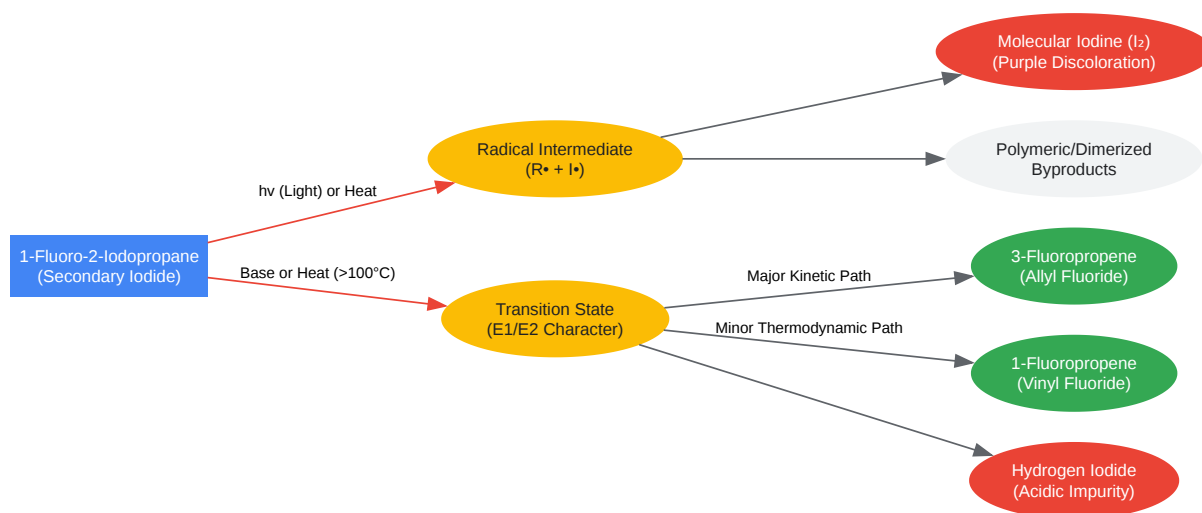 Molecular Iodine (I₂)
(Purple Discoloration)
Radical Intermediate
(R• + I•)
Polymeric/Dimerized
Byproducts
hv (Light) or Heat
1-Fluoro-2-Iodopropane
(Secondary Iodide)
Base or Heat (>100°C)
3-Fluoropropene
(Allyl Fluoride)
Major Kinetic Path
Transition State
(E1/E2 Character)
Minor Thermodynamic Path
1-Fluoropropene
(Vinyl Fluoride)
Hydrogen Iodide
(Acidic Impurity)